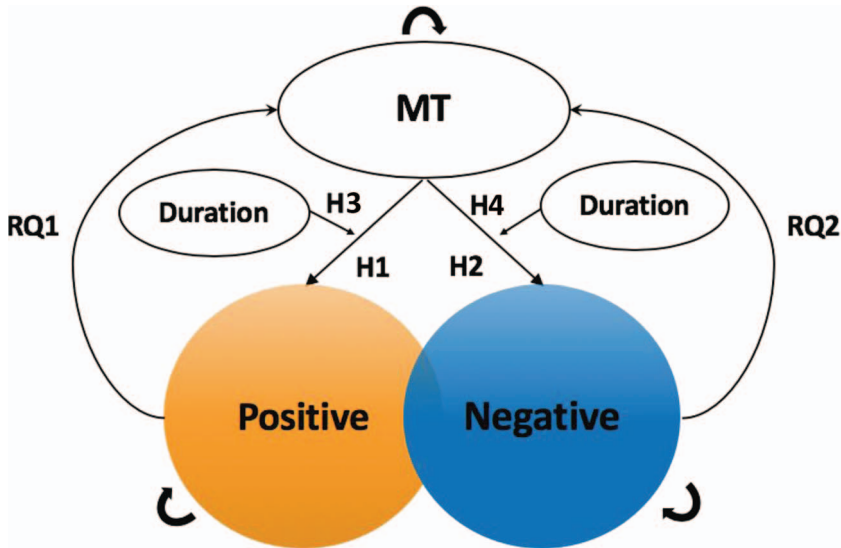 MT
Duration
H3
H4
Duration
RQ1
RQ2
H1
H2
Positive
Negative